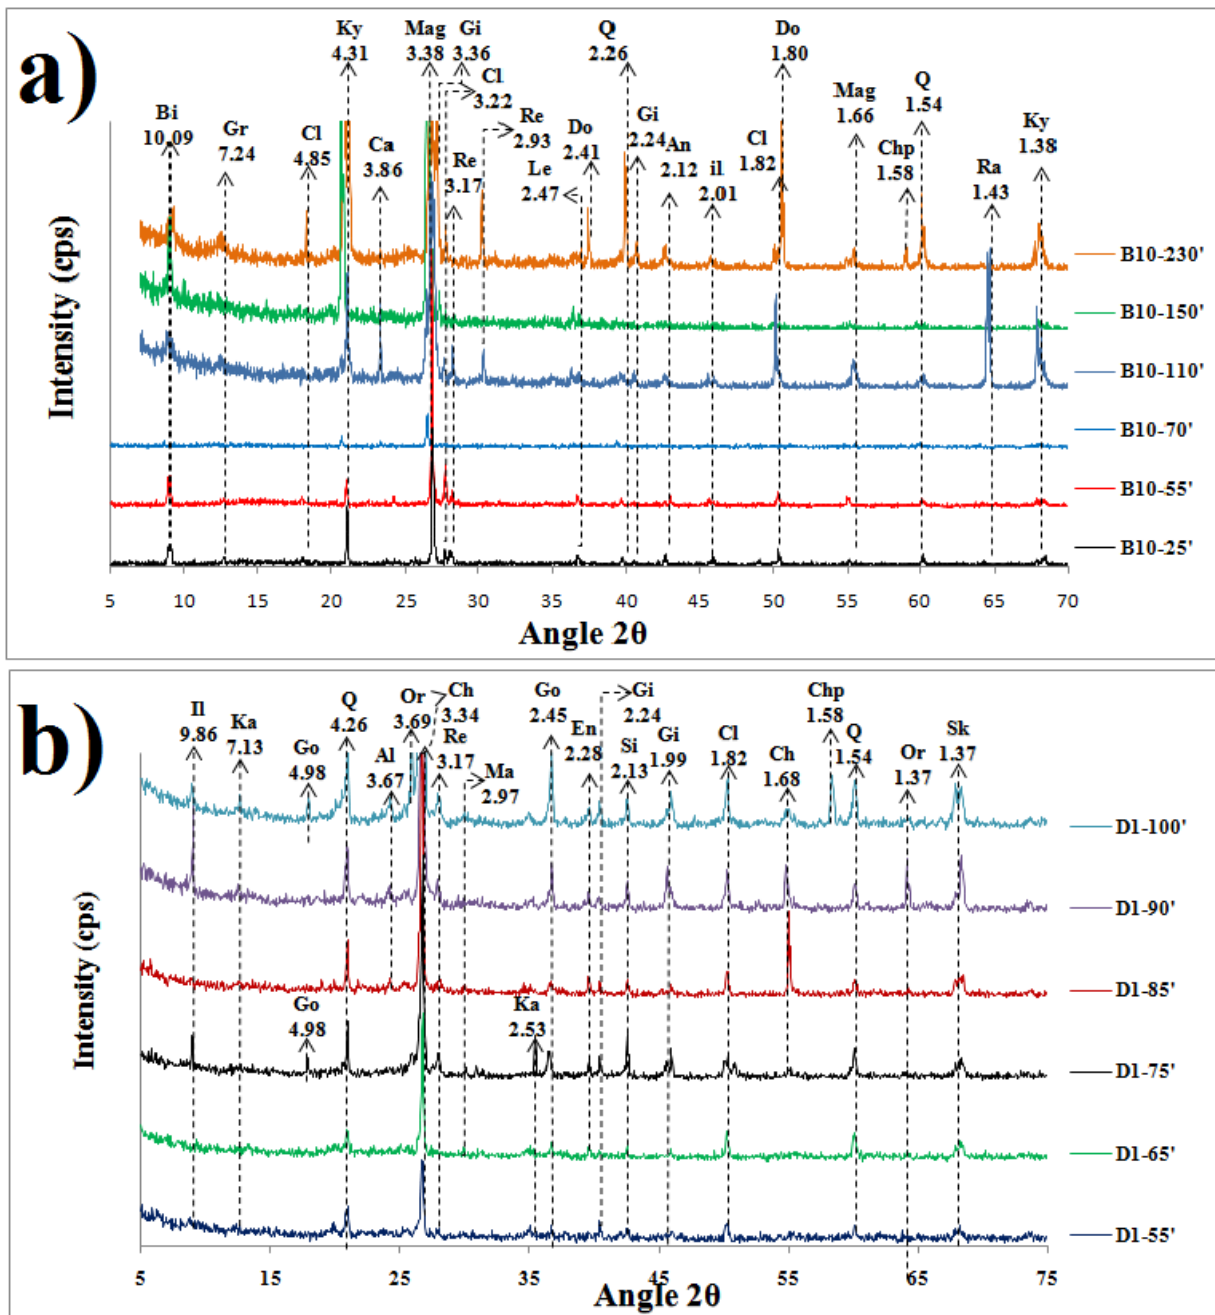 a)
Ky
4.31
Mag
3.38
Gi
3.36
Q
2.26
Do
1.80
Bi
10.09
Gr
7.24
Cl
4.85
Ca
3.86
Cl
3.22
Re
3.17
Re
2.93
Le
2.47
Do
2.41
Gi
2.24
An
2.12
il
2.01
Cl
1.82
Mag
1.66
Chp
1.58
Q
1.54
Ra
1.43
Ky
1.38
Intensity (cps)
B10-230'
B10-150'
B10-110'
B10-70'
B10-55'
B10-25'
5 10 15 20 25 30 35 40 45 50 55 60 65 70
Angle 2θ
b)
Il
9.86
Ka
7.13
Go
4.98
Q
4.26
Al
3.67
Or
3.69
Ch
3.34
Re
3.17
Ma
2.97
Go
2.45
En
2.28
Gi
2.24
Si
2.13
Gi
1.99
Cl
1.82
Ch
1.68
Chp
1.58
Q
1.54
Or
1.37
Sk
1.37
Go
4.98
Ka
2.53
Intensity (cps)
D1-100'
D1-90'
D1-85'
D1-75'
D1-65'
D1-55'
5 15 25 35 45 55 65 75
Angle 2θ